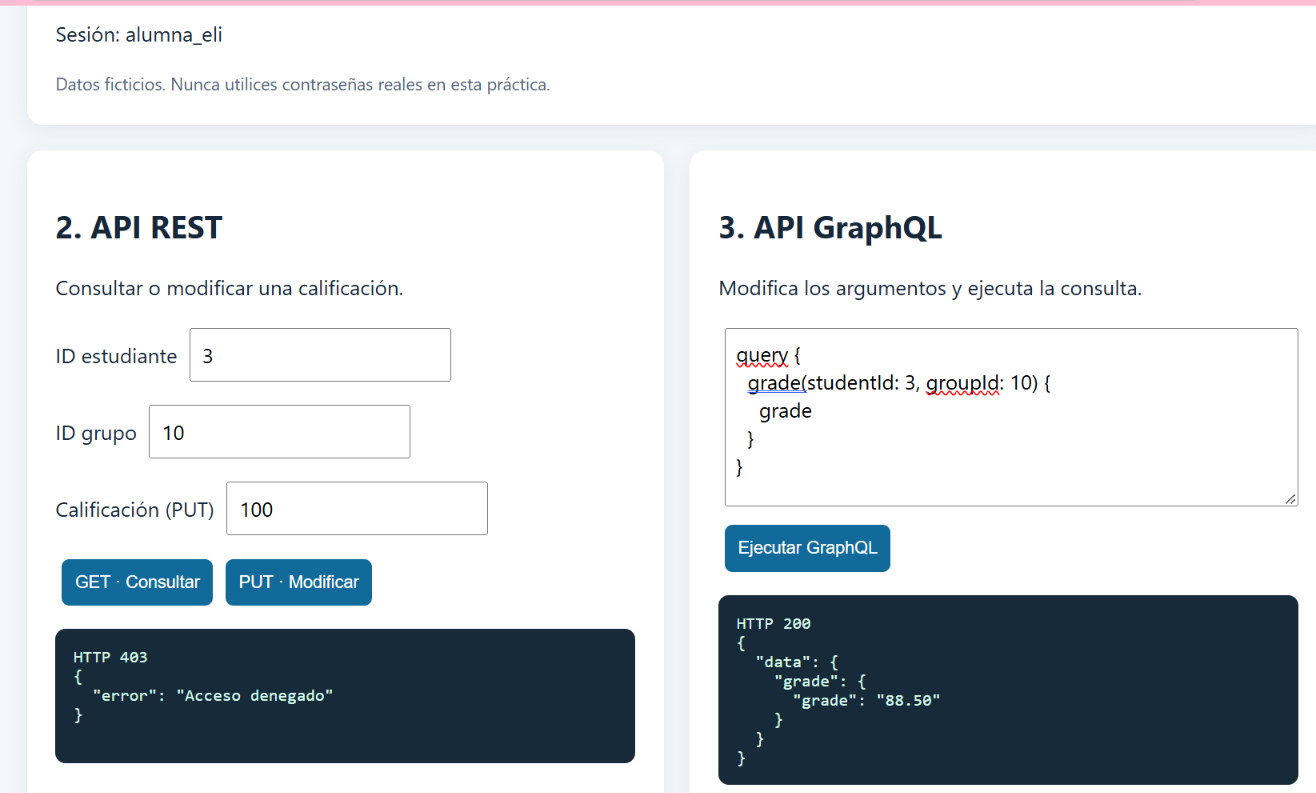 Sesión: alumna_eli
Datos ficticios. Nunca utilices contraseñas reales en esta práctica.
2. API REST
Consultar o modificar una calificación.
ID estudiante 3
ID grupo 10
Calificación (PUT) 100
GET · Consultar PUT · Modificar
HTTP 403
{
  "error": "Acceso denegado"
}
3. API GraphQL
Modifica los argumentos y ejecuta la consulta.
query {
  grade(studentId: 3, groupId: 10) {
    grade
  }
}
Ejecutar GraphQL
HTTP 200
{
  "data": {
    "grade": {
      "grade": "88.50"
    }
  }
}